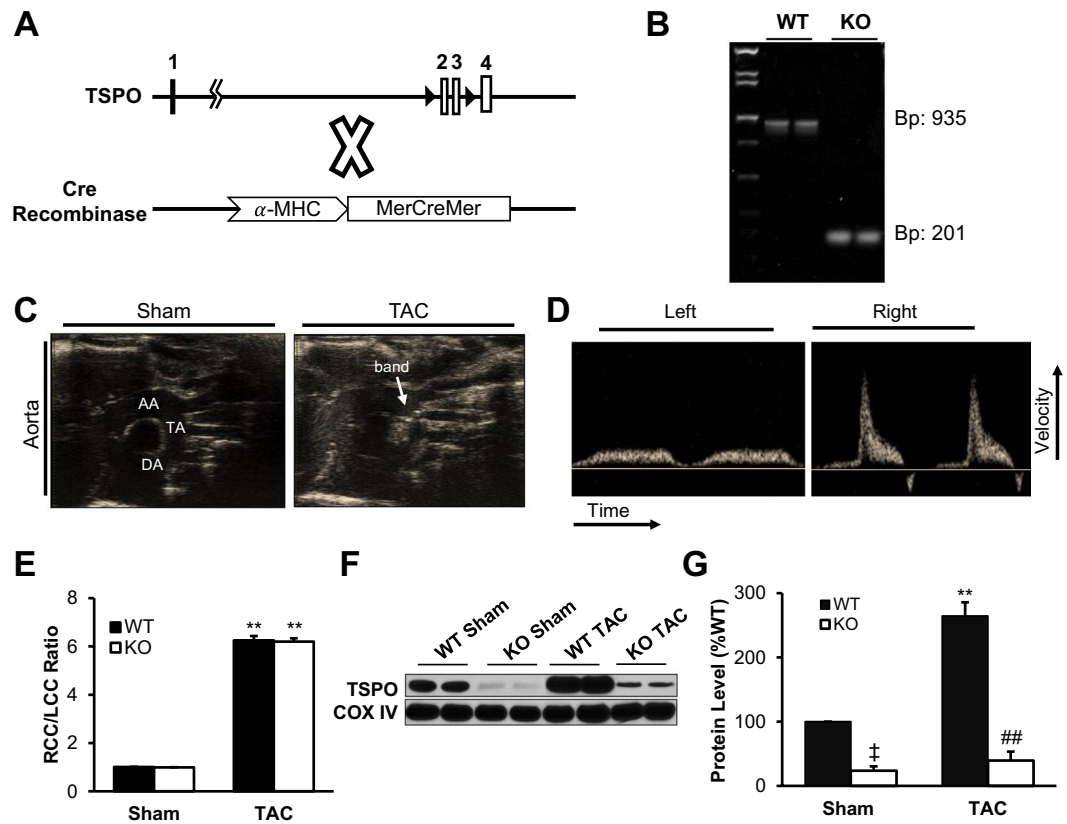 A
1
2 3 4
TSPO
Cre
Recombinase
α-MHC MerCreMer
B
WT KO
Bp: 935
Bp: 201
C
Sham TAC
Aorta
AA
TA
DA
band
D
Left Right
Velocity
Time
E
RCC/LCC Ratio
8
6
4
2
0
WT
KO
** **
Sham TAC
F
WT Sham KO Sham WT TAC KO TAC
TSPO
COX IV
G
Protein Level (%WT)
300
200
100
0
WT
KO
‡
**
##
Sham TAC